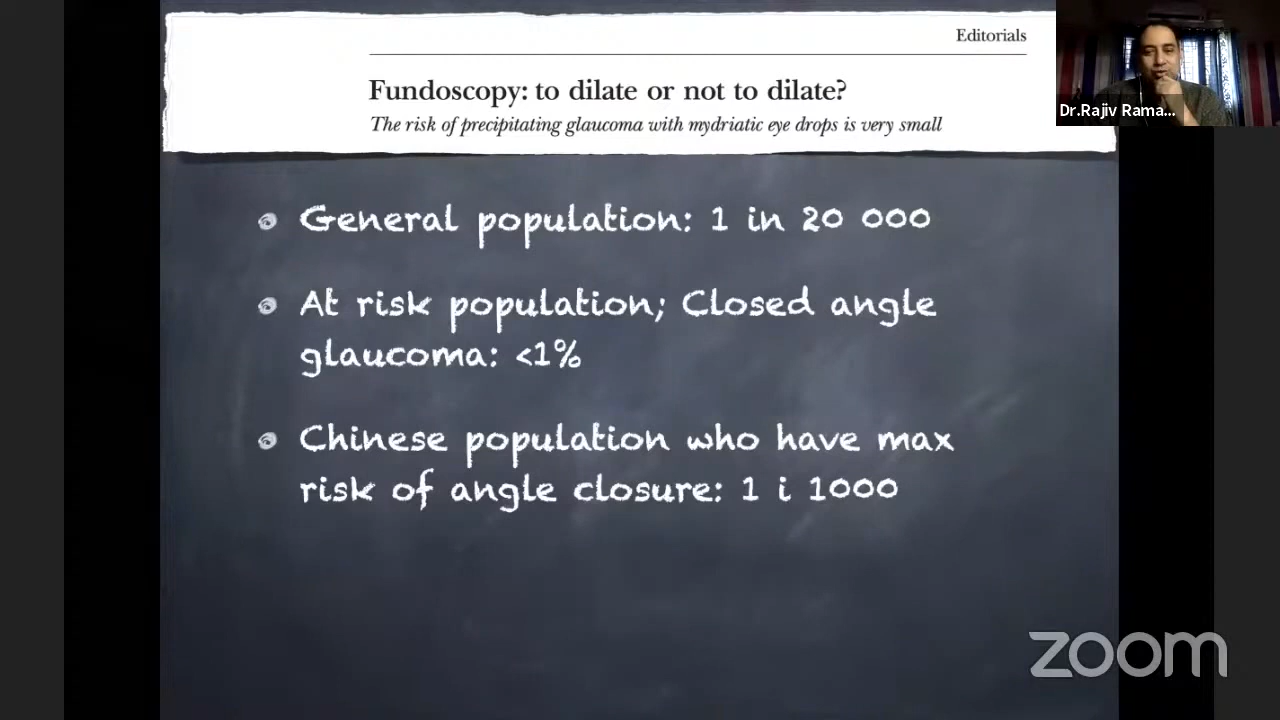 Editorials
Fundoscopy: to dilate or not to dilate?
The risk of precipitating glaucoma with mydriatic eye drops is very small
Dr.Rajiv Rama...
General population: 1 in 20 000
At risk population; Closed angle
glaucoma: <1%
Chinese population who have max
risk of angle closure: 1 i 1000
zoom